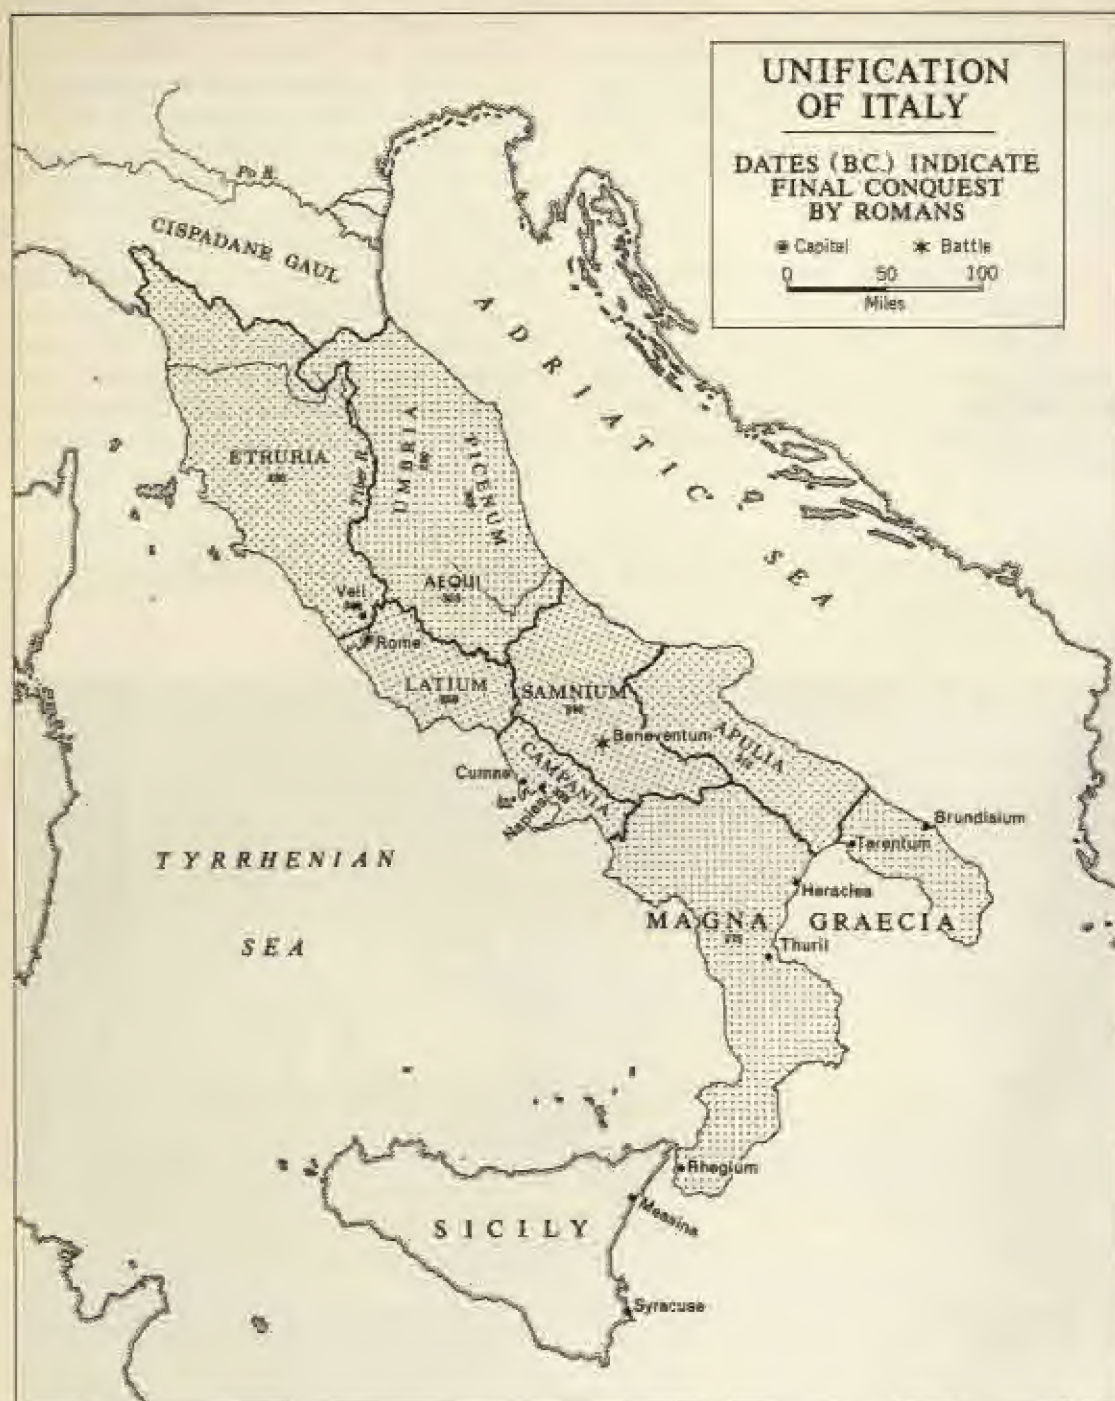 UNIFICATION
OF ITALY
DATES (B.C.) INDICATE
FINAL CONQUEST
BY ROMANS
Capital
Battle
0 50 100
Miles
Po R.
CISPADANE GAUL
ADRIATIC SEA
ETRURIA
Tiber R.
UMBRIA
PICENUM
AEQUI
Veii
Rome
LATIUM
SAMNIUM
Beneventum
APULIA
CAMPANIA
Cumae
Naples
Brundisium
Tarentum
Heraclea
MAGNA GRAECIA
Thurii
TYRRHENIAN
SEA
Rhegium
Messina
SICILY
Syracuse